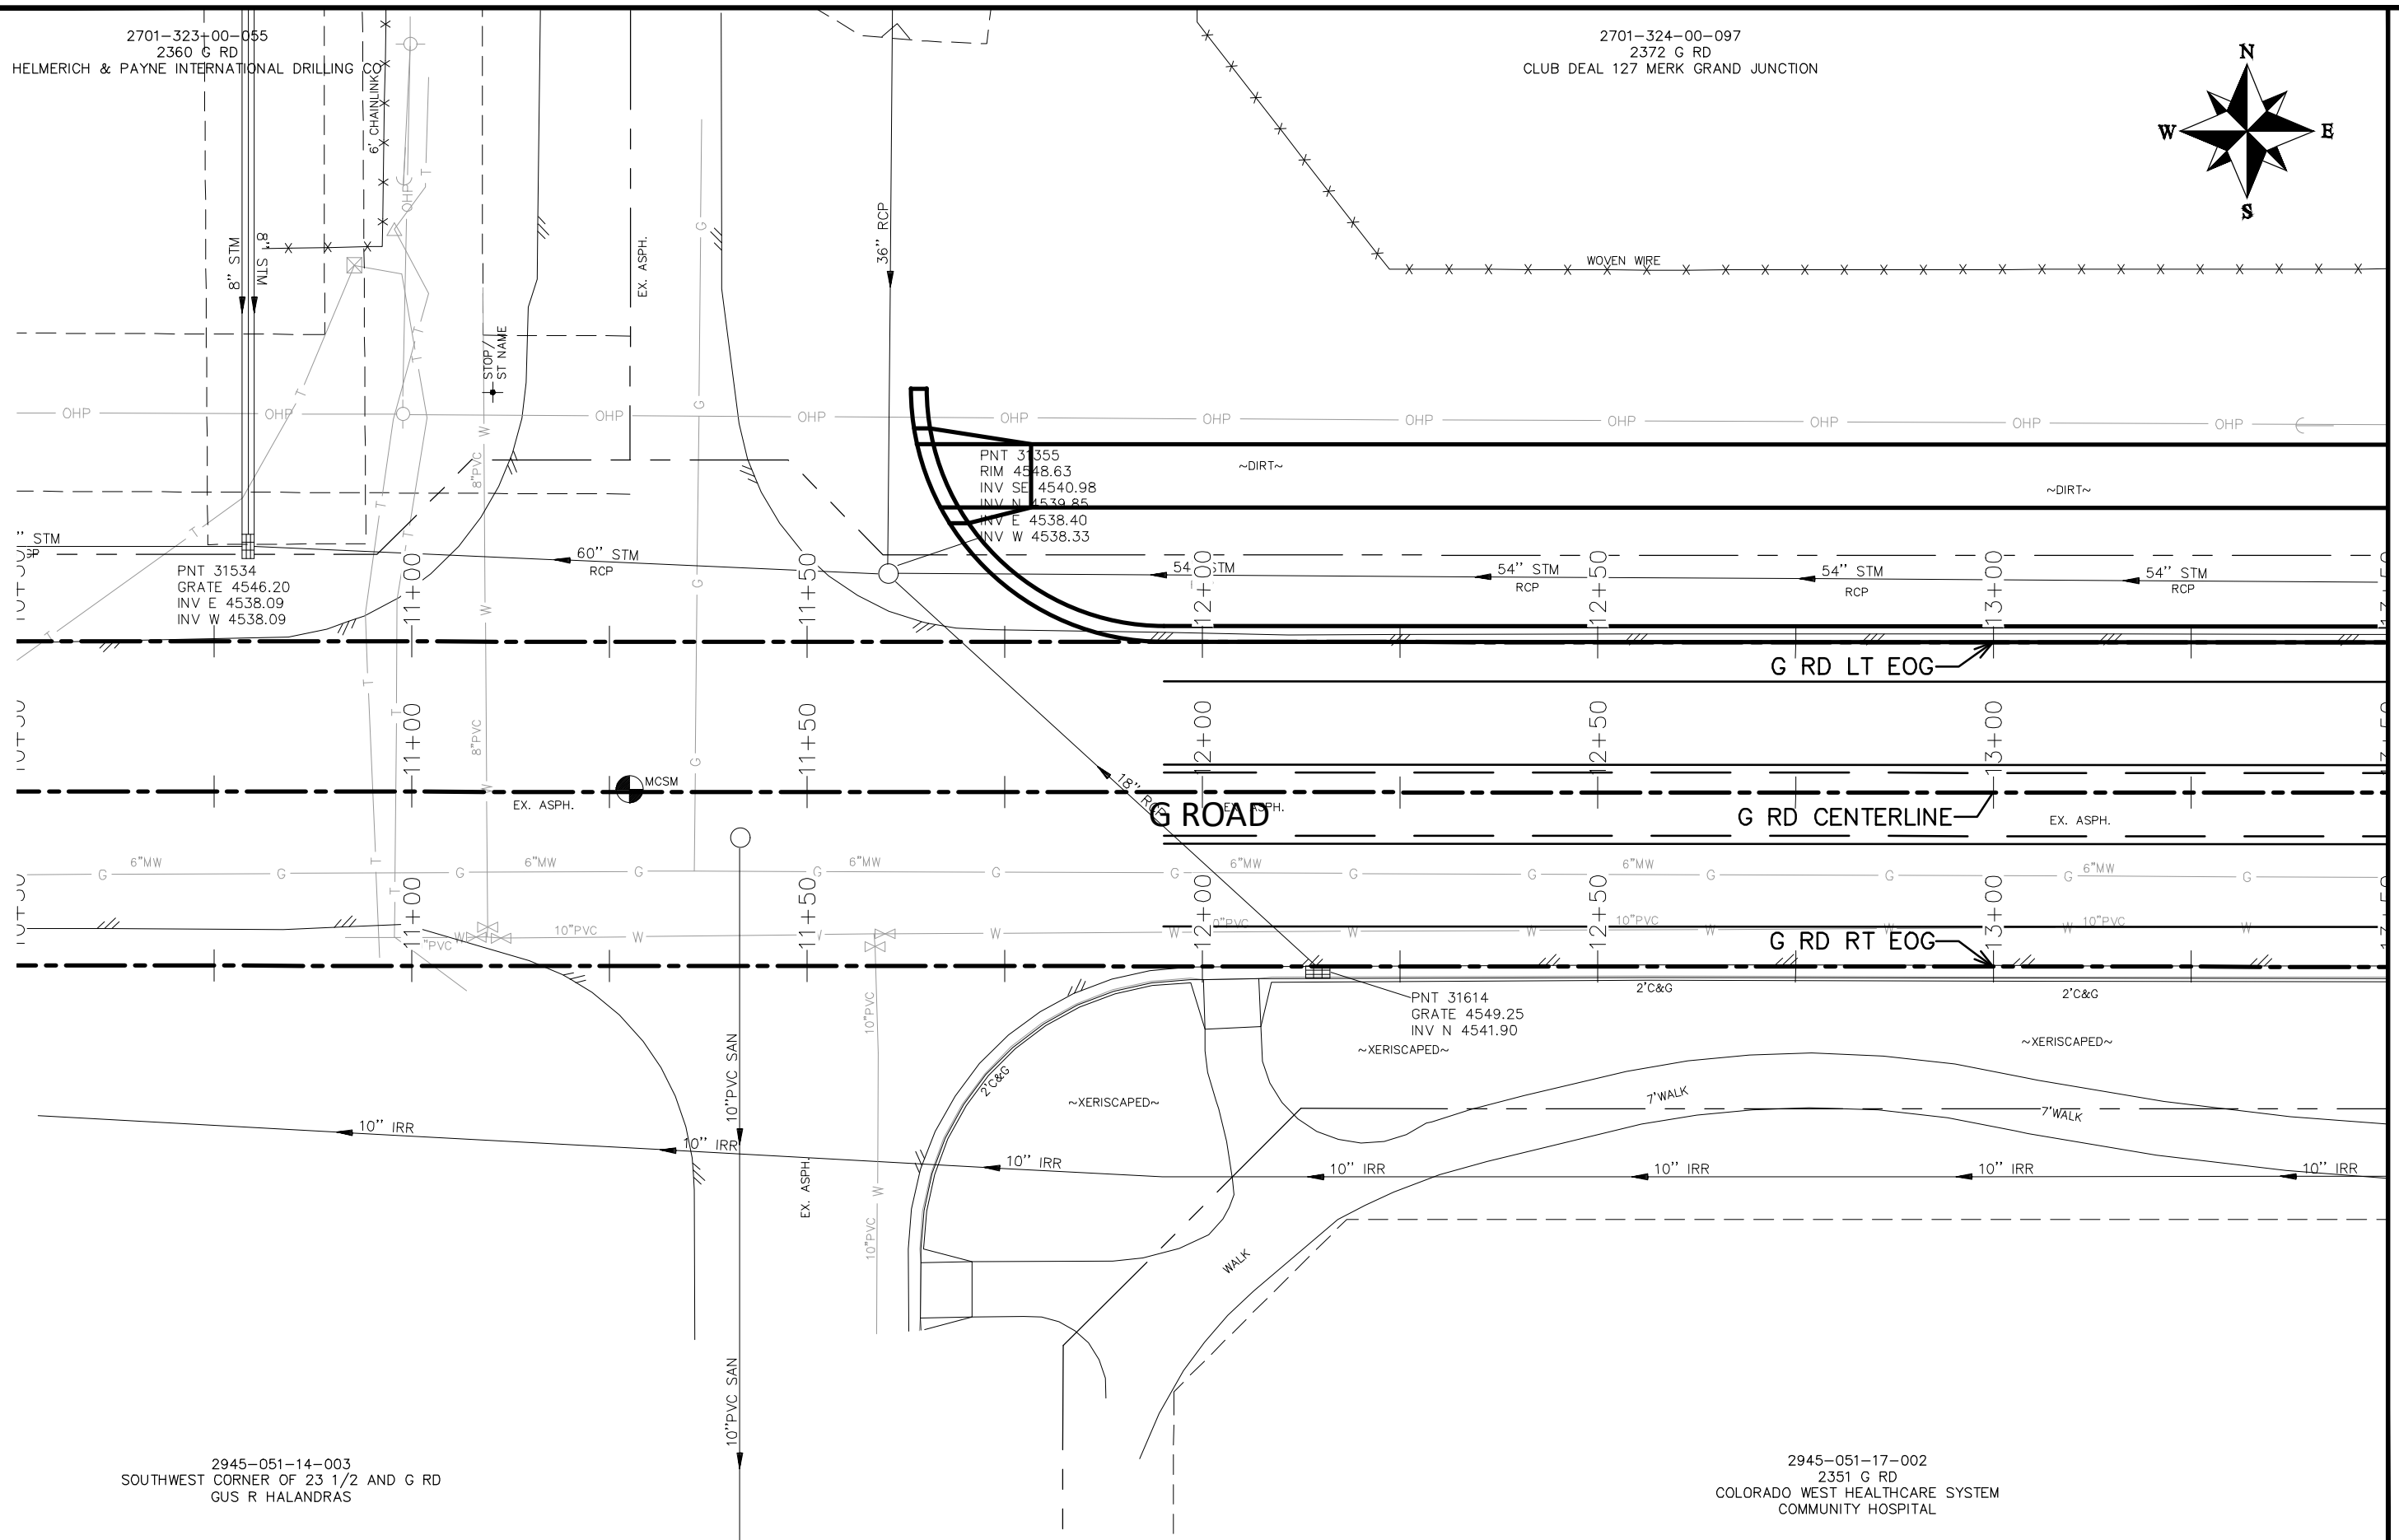 2701-323-00-055
2360 G RD
HELMERICH & PAYNE INTERNATIONAL DRILLING CO
2701-324-00-097
2372 G RD
CLUB DEAL 127 MERK GRAND JUNCTION
N
W E
S
6' CHAINLINK
OHP
T
8" STM
8" STM
EX. ASPH.
G
36" RCP
WOVEN WIRE
STOP/
ST NAME
OHP OHP OHP OHP OHP OHP OHP OHP OHP OHP OHP
8"PVC W
PNT 31355
RIM 4548.63
INV SE 4540.98
INV N 4539.85
INV E 4538.40
INV W 4538.33
~DIRT~
~DIRT~
" STM
60" STM
RCP
54" STM
54" STM
RCP
54" STM
RCP
54" STM
RCP
PNT 31534
GRATE 4546.20
INV E 4538.09
INV W 4538.09
11+00 11+50 12+00 12+50 13+00
G RD LT EOG
8"PVC
W
11+00 11+50 12+00 12+50 13+00
MCSM
EX. ASPH.
18" RCP
G ROAD
EX. ASPH.
G RD CENTERLINE
EX. ASPH.
6"MW 6"MW 6"MW 6"MW 6"MW 6"MW
G G G G G G G G G G G G G
11+00 11+50 12+00 12+50 13+00
10"PVC 10"PVC 10"PVC
W W W W W W W W W
G RD RT EOG
PNT 31614
GRATE 4549.25
INV N 4541.90
2'C&G
2'C&G
10"PVC
10"PVC SAN
~XERISCAPED~
~XERISCAPED~
2'C&G
~XERISCAPED~
7'WALK
7'WALK
10" IRR
10" IRR
10" IRR
10" IRR
10" IRR
10" IRR
10" IRR
EX. ASPH.
W
10"PVC
WALK
10"PVC SAN
2945-051-14-003
SOUTHWEST CORNER OF 23 1/2 AND G RD
GUS R HALANDRAS
2945-051-17-002
2351 G RD
COLORADO WEST HEALTHCARE SYSTEM
COMMUNITY HOSPITAL